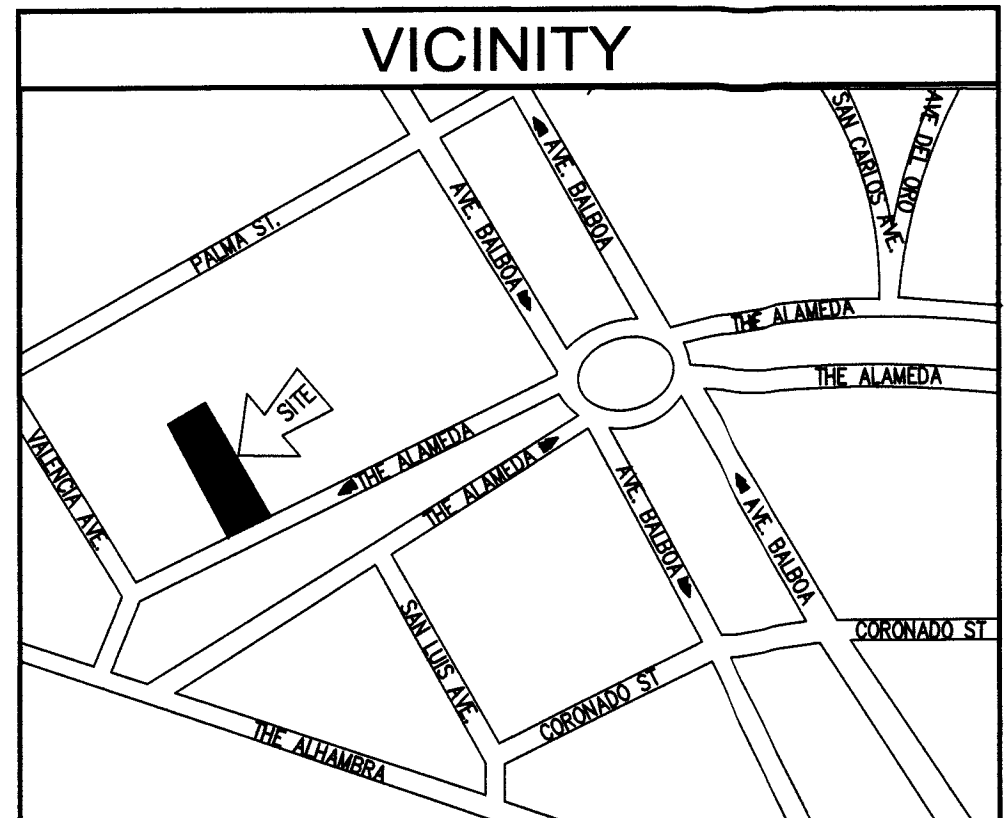 VICINITY
SAN CARLOS AVE.
AVE DEL ORO
AVE. BALBOA
PALMA ST.
AVE. BALBOA
THE ALAMEDA
THE ALAMEDA
SITE
VALENCIA AVE.
THE ALAMEDA
THE ALAMEDA
AVE. BALBOA
AVE. BALBOA
CORONADO ST
SAN LUIS AVE.
CORONADO ST
THE ALHAMBRA